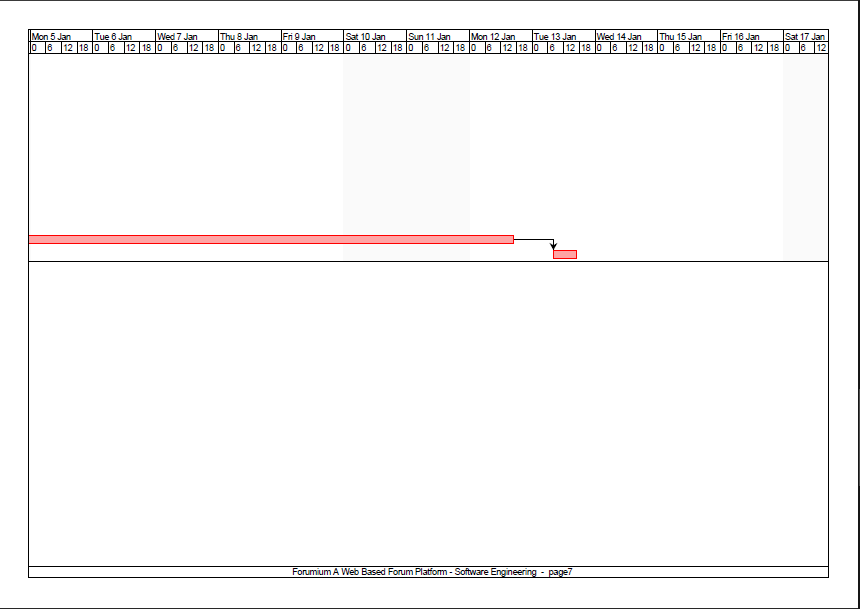 Mon 5 Jan Tue 6 Jan Wed 7 Jan Thu 8 Jan Fri 9 Jan Sat 10 Jan Sun 11 Jan Mon 12 Jan Tue 13 Jan Wed 14 Jan Thu 15 Jan Fri 16 Jan Sat 17 Jan
0 6 12 18 0 6 12 18 0 6 12 18 0 6 12 18 0 6 12 18 0 6 12 18 0 6 12 18 0 6 12 18 0 6 12 18 0 6 12 18 0 6 12 18 0 6 12 18 0 6 12
Forumium A Web Based Forum Platform - Software Engineering - page7